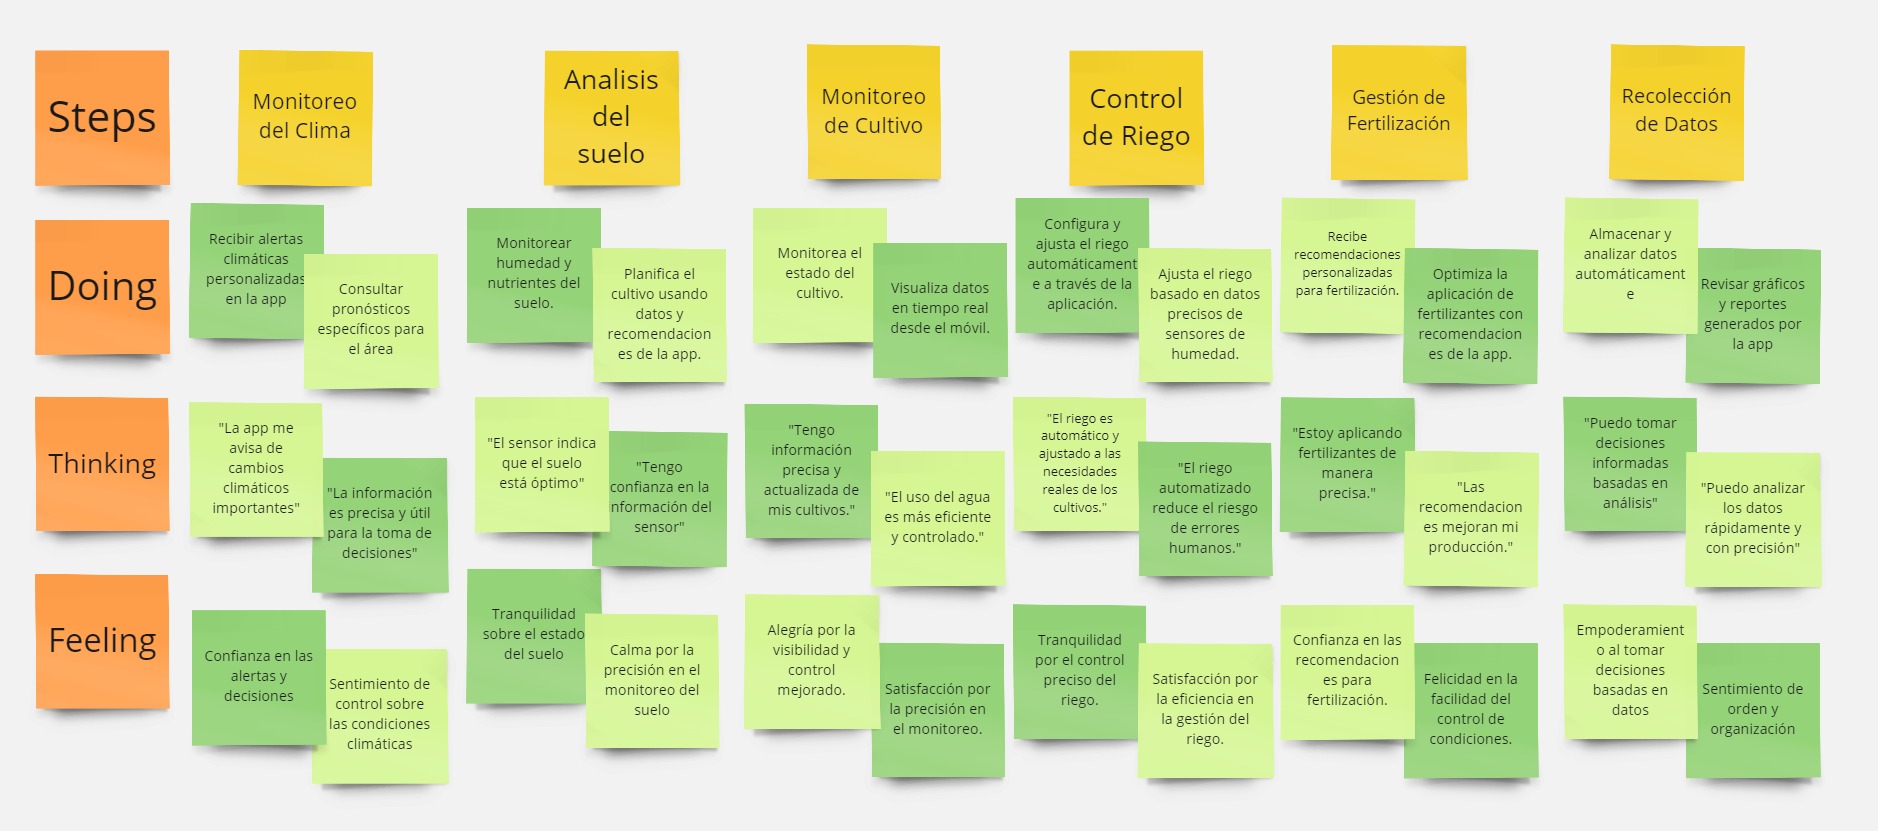 Steps
Monitoreo
del Clima
Analisis
del
suelo
Monitoreo
de Cultivo
Control
de Riego
Gestión de
Fertilización
Recolección
de Datos
Doing
Recibir alertas
climáticas
personalizadas
en la app
Consultar
pronósticos
específicos para
el área
Monitorear
humedad y
nutrientes del
suelo.
Planifica el
cultivo usando
datos y
recomendacion
es de la app.
Monitorea el
estado del
cultivo.
Visualiza datos
en tiempo real
desde el móvil.
Configura y
ajusta el riego
automáticament
e a través de la
aplicación.
Ajusta el riego
basado en datos
precisos de
sensores de
humedad.
Recibe
recomendaciones
personalizadas
para fertilización.
Optimiza la
aplicación de
fertilizantes con
recomendacion
es de la app.
Almacenar y
analizar datos
automáticament
e
Revisar gráficos
y reportes
generados por
la app
Thinking
"La app me
avisa de
cambios
climáticos
importantes"
"La información
es precisa y útil
para la toma de
decisiones"
"El sensor indica
que el suelo
está óptimo"
"Tengo
confianza en la
nformación del
sensor"
"Tengo
información
precisa y
actualizada de
mis cultivos."
"El uso del agua
es más eficiente
y controlado."
"El riego es
automático y
ajustado a las
necesidades
reales de los
cultivos."
"El riego
automatizado
reduce el riesgo
de errores
humanos."
"Estoy aplicando
fertilizantes de
manera
precisa."
"Las
recomendacion
es mejoran mi
producción."
"Puedo tomar
decisiones
informadas
basadas en
análisis"
"Puedo analizar
los datos
rápidamente y
con precisión"
Feeling
Confianza en las
alertas y
decisiones
Sentimiento de
control sobre
las condiciones
climáticas
Tranquilidad
sobre el estado
del suelo
Calma por la
precisión en el
monitoreo del
suelo
Alegría por la
visibilidad y
control
mejorado.
Satisfacción por
la precisión en
el monitoreo.
Tranquilidad
por el control
preciso del
riego.
Satisfacción por
la eficiencia en
la gestión del
riego.
Confianza en las
recomendacion
es para
fertilización.
Felicidad en la
facilidad del
control de
condiciones.
Empoderamient
o al tomar
decisiones
basadas en
datos
Sentimiento de
orden y
organización